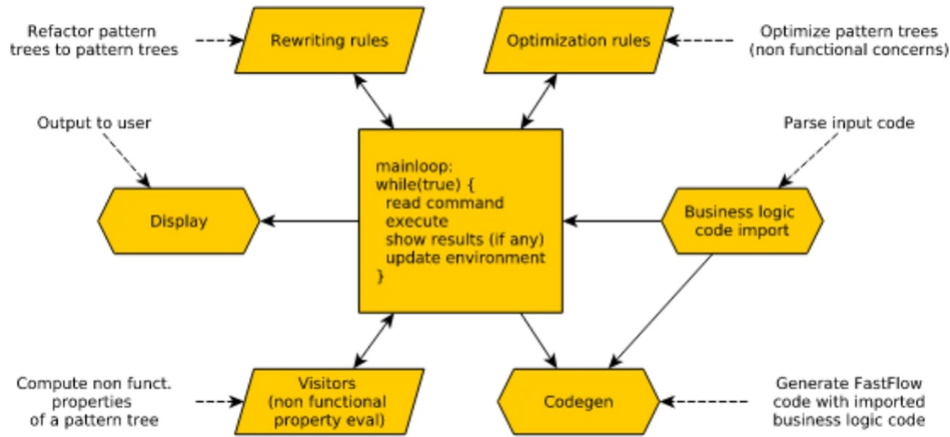 Refactor pattern
trees to pattern trees
Rewriting rules
Optimization rules
Optimize pattern trees
(non functional concerns)
Output to user
Parse input code
mainloop:
while(true) {
read command
execute
show results (if any)
update environment
}
Display
Business logic
code import
Compute non funct.
properties
of a pattern tree
Visitors
(non functional
property eval)
Codegen
Generate FastFlow
code with imported
business logic code